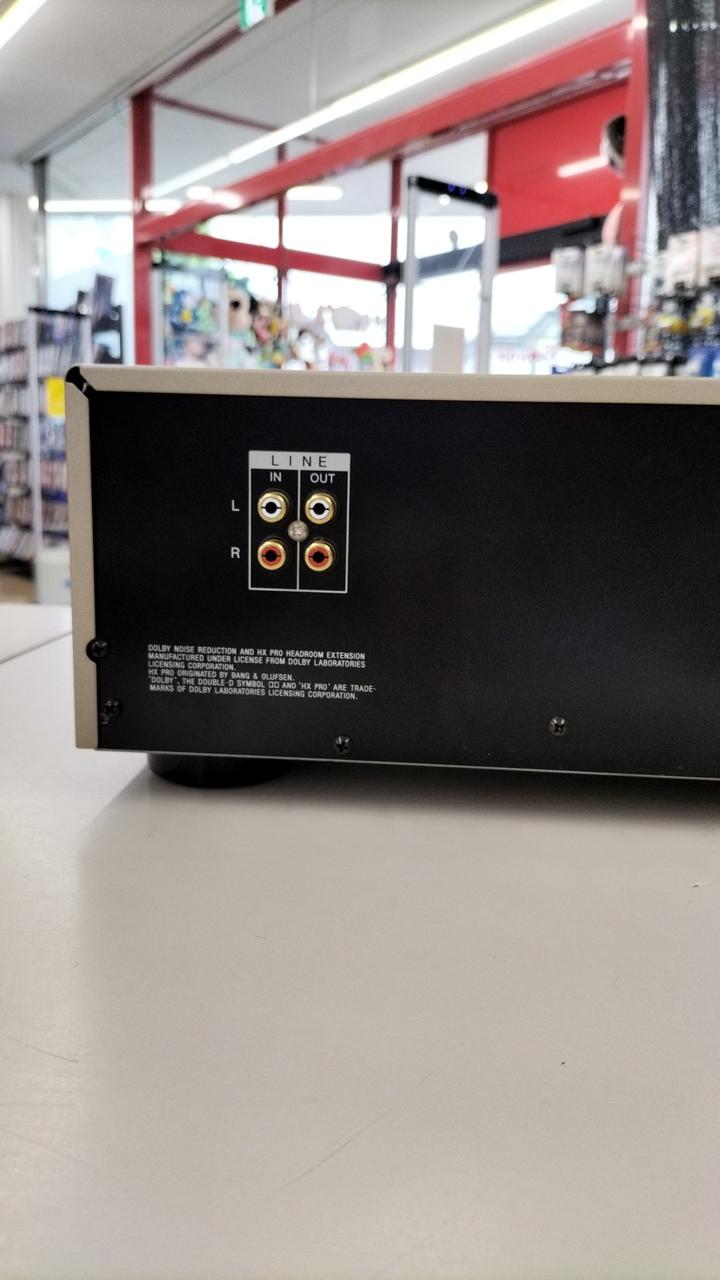 LINE
IN OUT
L
R
DOLBY NOISE REDUCTION AND HX PRO HEADROOM EXTENSION
MANUFACTURED UNDER LICENSE FROM DOLBY LABORATORIES
LICENSING CORPORATION.
HX PRO ORIGINATED BY BANG & OLUFSEN.
"DOLBY", THE DOUBLE-D SYMBOL AND "HX PRO" ARE TRADE-
MARKS OF DOLBY LABORATORIES LICENSING CORPORATION.